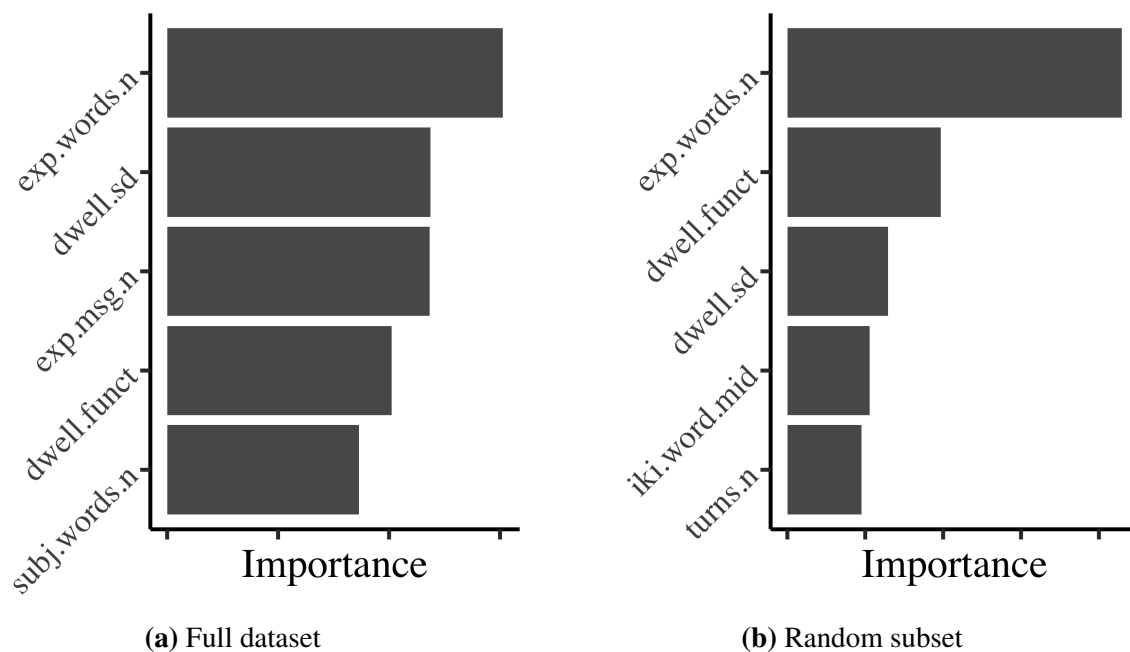 exp.words.n
dwell.sd
exp.msg.n
dwell.funct
subj.words.n
Importance
(a) Full dataset
exp.words.n
dwell.funct
dwell.sd
iki.word.mid
turns.n
Importance
(b) Random subset